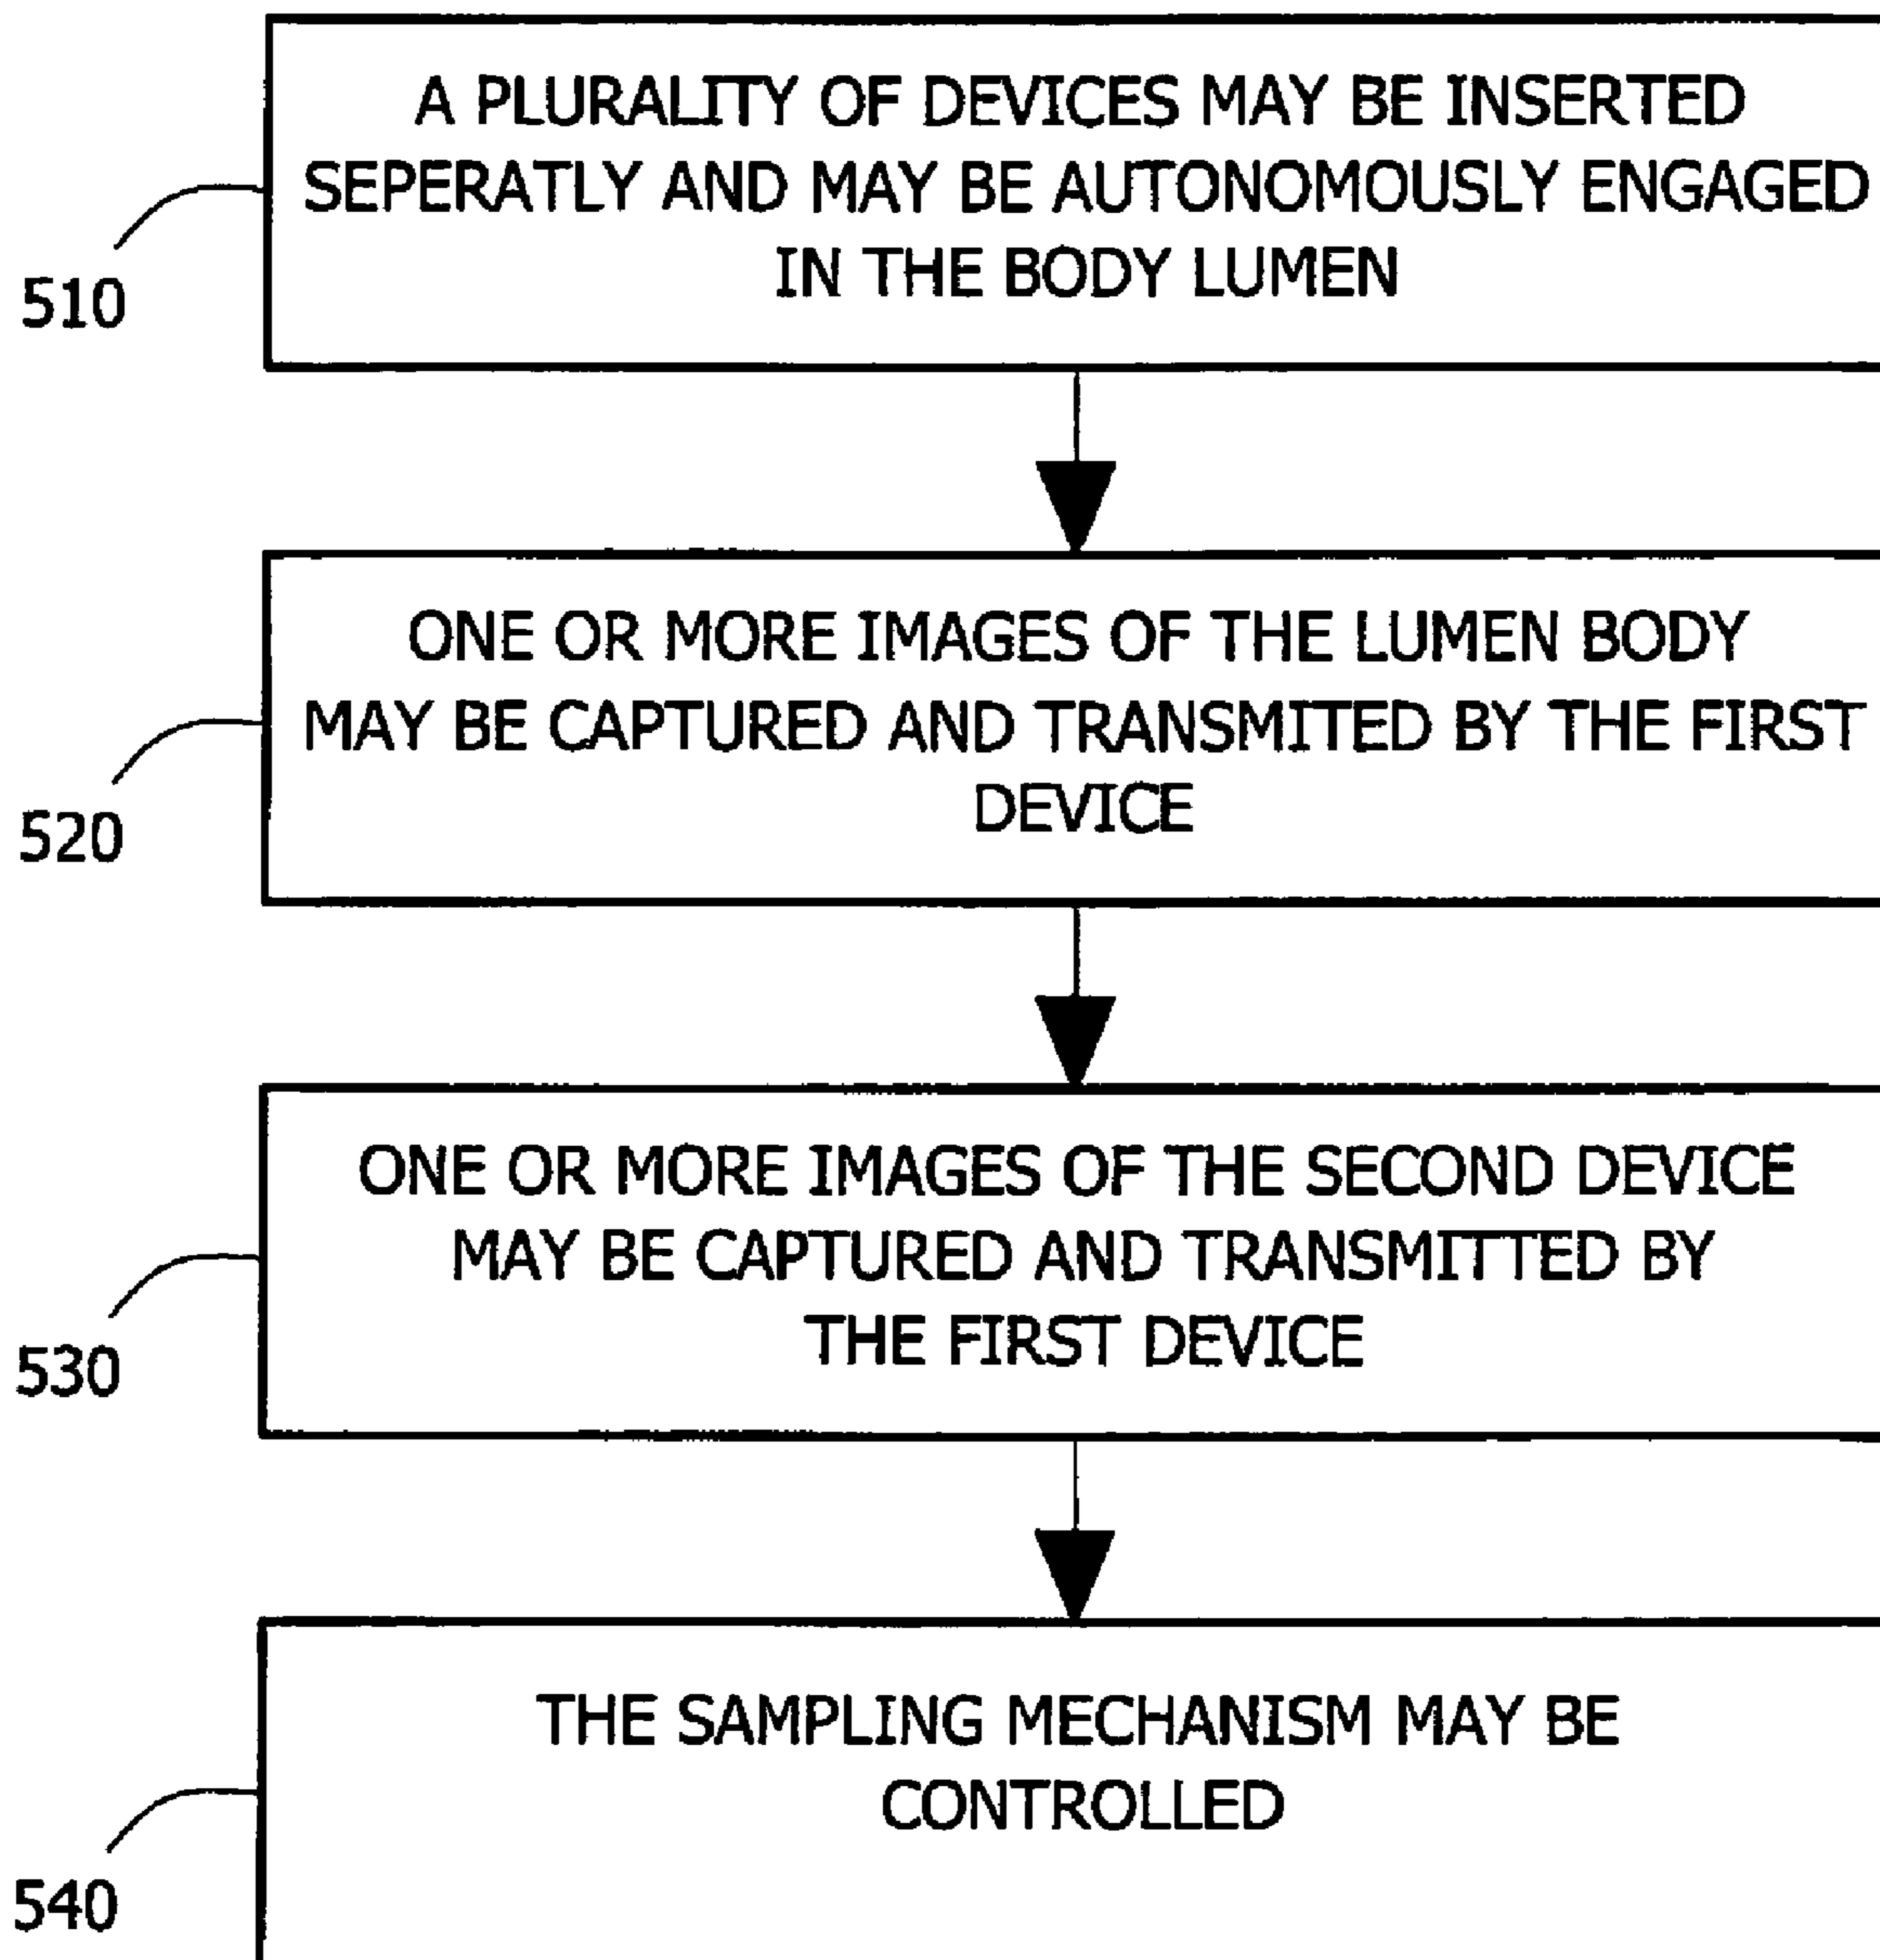 A PLURALITY OF DEVICES MAY BE INSERTED
SEPERATLY AND MAY BE AUTONOMOUSLY ENGAGED
IN THE BODY LUMEN
510
ONE OR MORE IMAGES OF THE LUMEN BODY
MAY BE CAPTURED AND TRANSMITED BY THE FIRST
DEVICE
520
ONE OR MORE IMAGES OF THE SECOND DEVICE
MAY BE CAPTURED AND TRANSMITTED BY
THE FIRST DEVICE
530
THE SAMPLING MECHANISM MAY BE
CONTROLLED
540